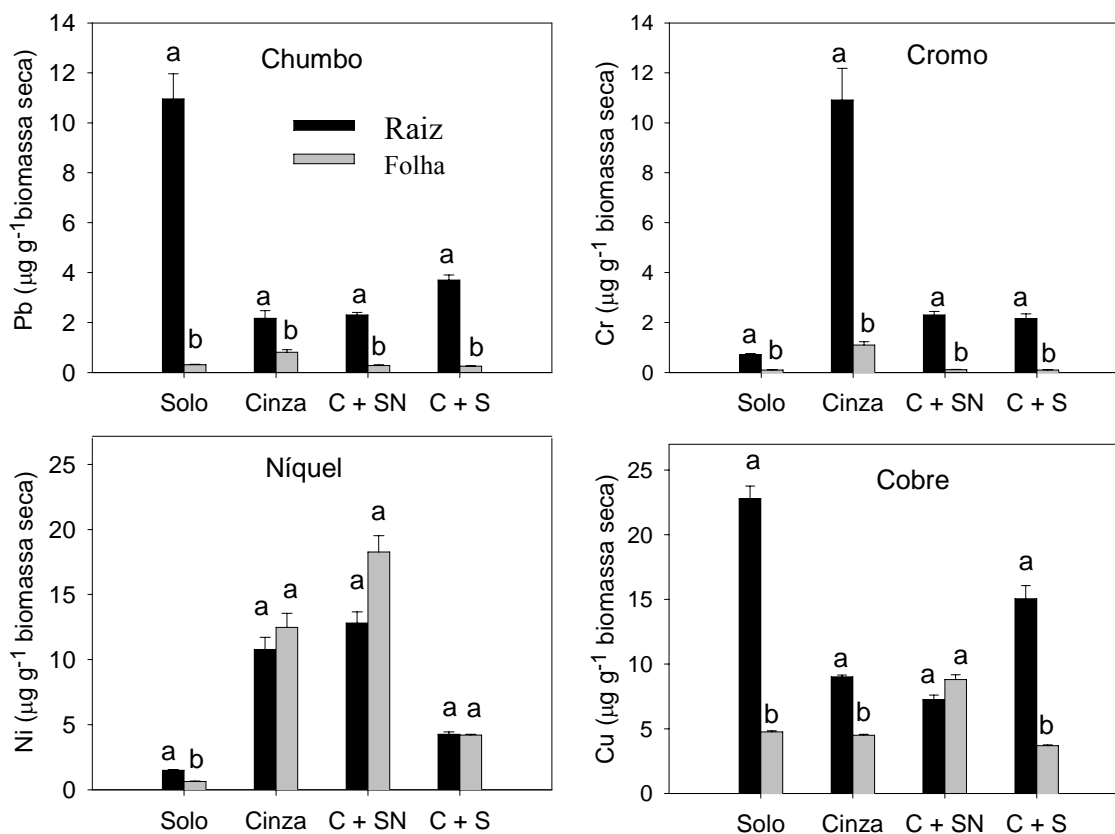 Chumbo
Raiz
Folha
Pb (µg g-1biomassa seca)
14
12
10
8
6
4
2
0
a
b
a
b
a
b
a
b
Solo Cinza C + SN C + S
Cromo
Cr (µg g-1 biomassa seca)
14
12
10
8
6
4
2
0
a
b
a
b
a
b
a
b
Solo Cinza C + SN C + S
Níquel
Ni (µg g-1 biomassa seca)
25
20
15
10
5
0
a
b
a
a
a
a
a a
Solo Cinza C + SN C + S
Cobre
Cu (µg g-1 biomassa seca)
25
20
15
10
5
0
a
b
a
b
a
a
a
b
Solo Cinza C + SN C + S